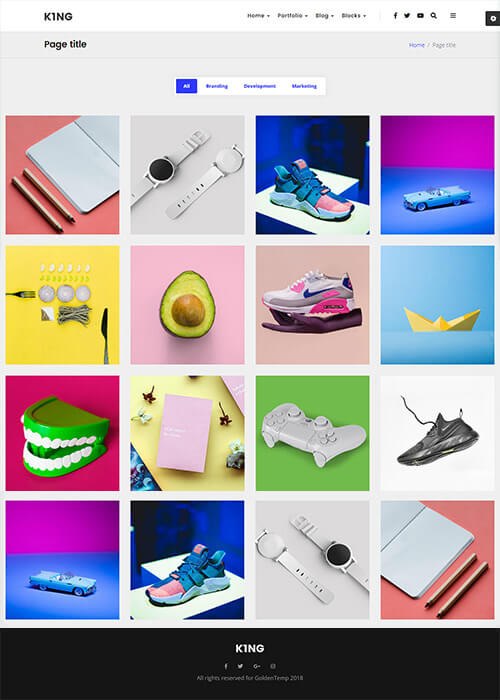 K1NG
Home Portfolio Blog Blocks
Page title
Home / Page title
All Branding Development Marketing
K1NG
All rights reserved for GoldenTemp 2018